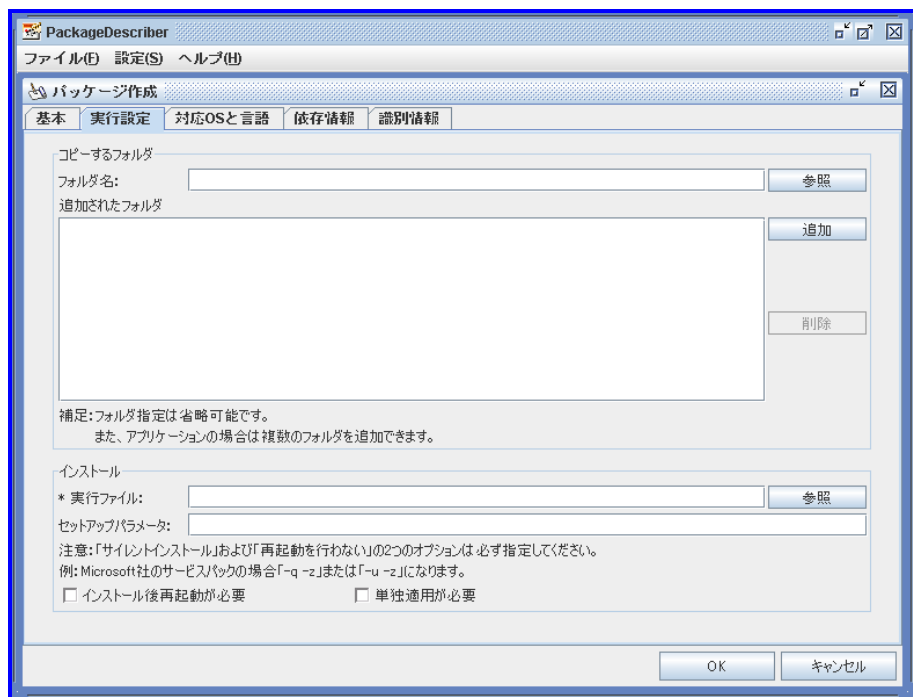 PackageDescriber
ファイル(F) 設定(S) ヘルプ(H)
パッケージ作成
基本 実行設定 対応OSと言語 依存情報 識別情報
コピーするフォルダ
フォルダ名: 参照
追加されたフォルダ
追加
削除
補足:フォルダ指定は省略可能です。
また、アプリケーションの場合は複数のフォルダを追加できます。
インストール
* 実行ファイル: 参照
セットアップパラメータ:
注意:「サイレントインストール」および「再起動を行わない」の2つのオプションは必ず指定してください。
例:Microsoft社のサービスパックの場合「-q -z」または「-u -z」になります。
インストール後再起動が必要 単独適用が必要
OK キャンセル